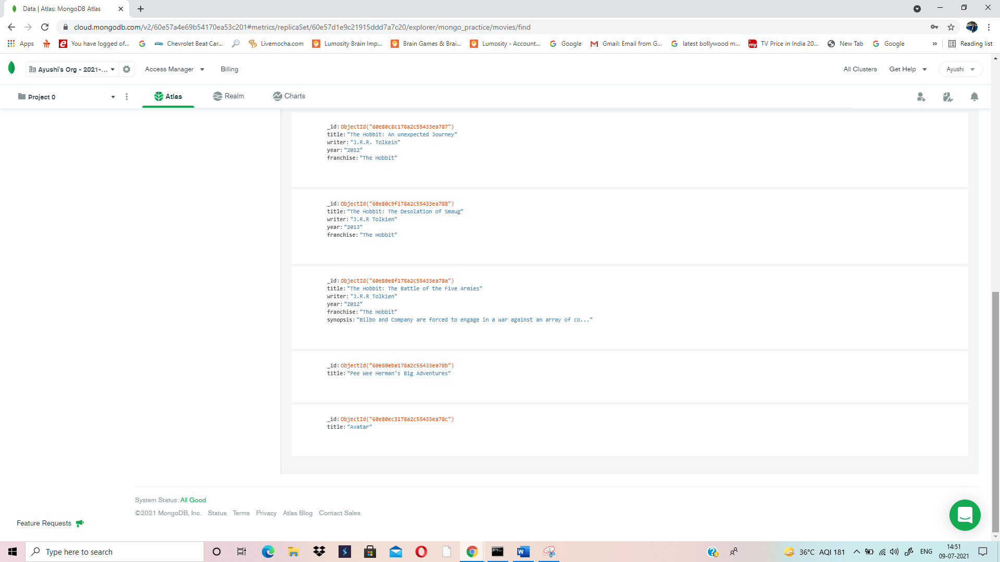 Data | Atlas: MongoDB Atlas
cloud.mongodb.com/v2/60e57a4e69b54170ea53c201#metrics/replicaSet/60e57d1e9c21915ddd7a7c20/explorer/mongo_practice/movies/find
Apps You have logged of... Chevrolet Beat Car... Livemocha.com Lumosity Brain Imp... Brain Games & Brai... Lumosity - Account... Google Gmail: Email from G... latest bollywood m... my TV Price in India 20... New Tab Google » Reading list
Ayushi's Org - 2021-... Access Manager Billing All Clusters Get Help Ayushi
Project 0 Atlas Realm Charts
_id: ObjectId("60e80c8c178a2c55433ea787")
title: "The Hobbit: An unexpected Journey"
writer: "J.R.R. Tolkein"
year: "2012"
franchise: "The Hobbit"
_id: ObjectId("60e80c9f178a2c55433ea788")
title: "The Hobbit: The Desolation of Smaug"
writer: "J.R.R Tolkien"
year: "2013"
franchise: "The Hobbit"
_id: ObjectId("60e80e8f178a2c55433ea78a")
title: "The Hobbit: The Battle of the Five Armies"
writer: "J.R.R Tolkien"
year: "2012"
franchise: "The Hobbit"
synopsis: "Bilbo and Company are forced to engage in a war against an array of co..."
_id: ObjectId("60e80eba178a2c55433ea78b")
title: "Pee Wee Herman's Big Adventures"
_id: ObjectId("60e80ec3178a2c55433ea78c")
title: "Avatar"
System Status: All Good
©2021 MongoDB, Inc. Status Terms Privacy Atlas Blog Contact Sales
Feature Requests
Type here to search
36°C AQI 181 ENG
14:51
09-07-2021